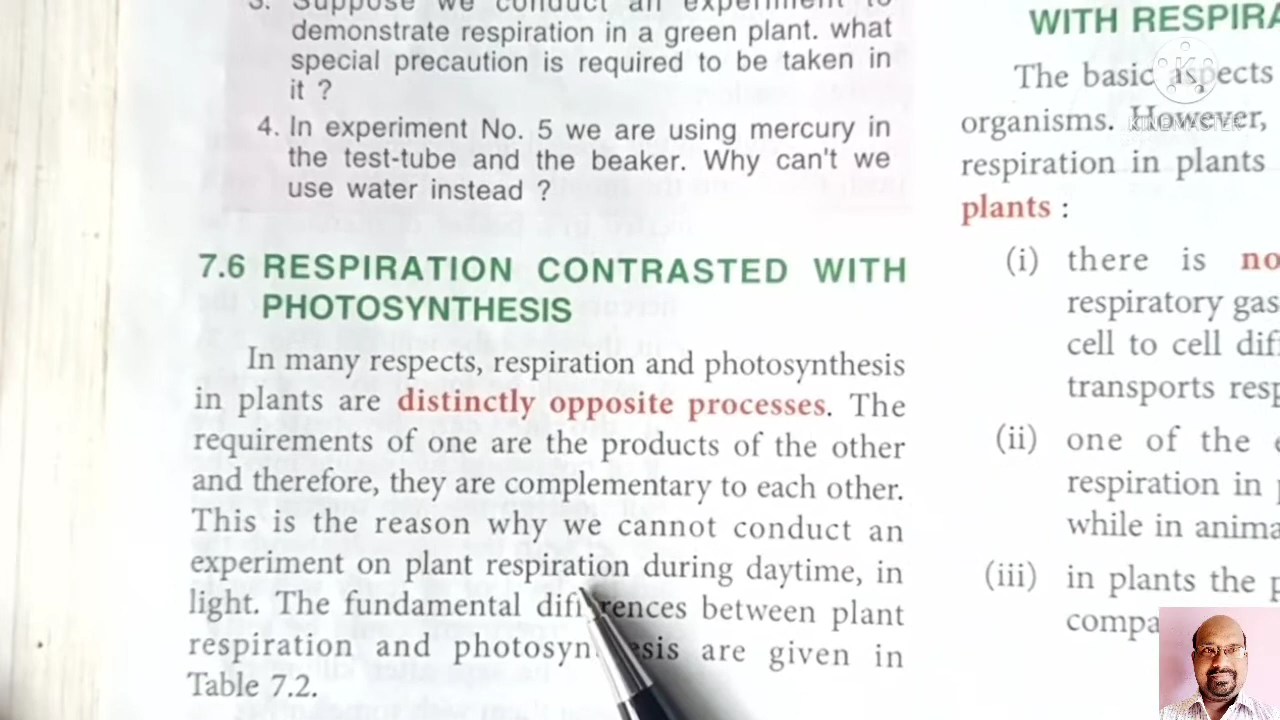 3. Suppose we conduct an experiment to
demonstrate respiration in a green plant. what
special precaution is required to be taken in
it ?
4. In experiment No. 5 we are using mercury in
the test-tube and the beaker. Why can't we
use water instead ?
7.6 RESPIRATION CONTRASTED WITH
PHOTOSYNTHESIS
In many respects, respiration and photosynthesis
in plants are distinctly opposite processes. The
requirements of one are the products of the other
and therefore, they are complementary to each other.
This is the reason why we cannot conduct an
experiment on plant respiration during daytime, in
light. The fundamental differences between plant
respiration and photosynthesis are given in
Table 7.2.
WITH RESPIRA
The basic aspects
organisms. However,
respiration in plants
plants :
(i) there is no
respiratory gas
cell to cell dif
transports resp
(ii) one of the
respiration in
while in anima
(iii) in plants the p
compa
K
KINEMASTER